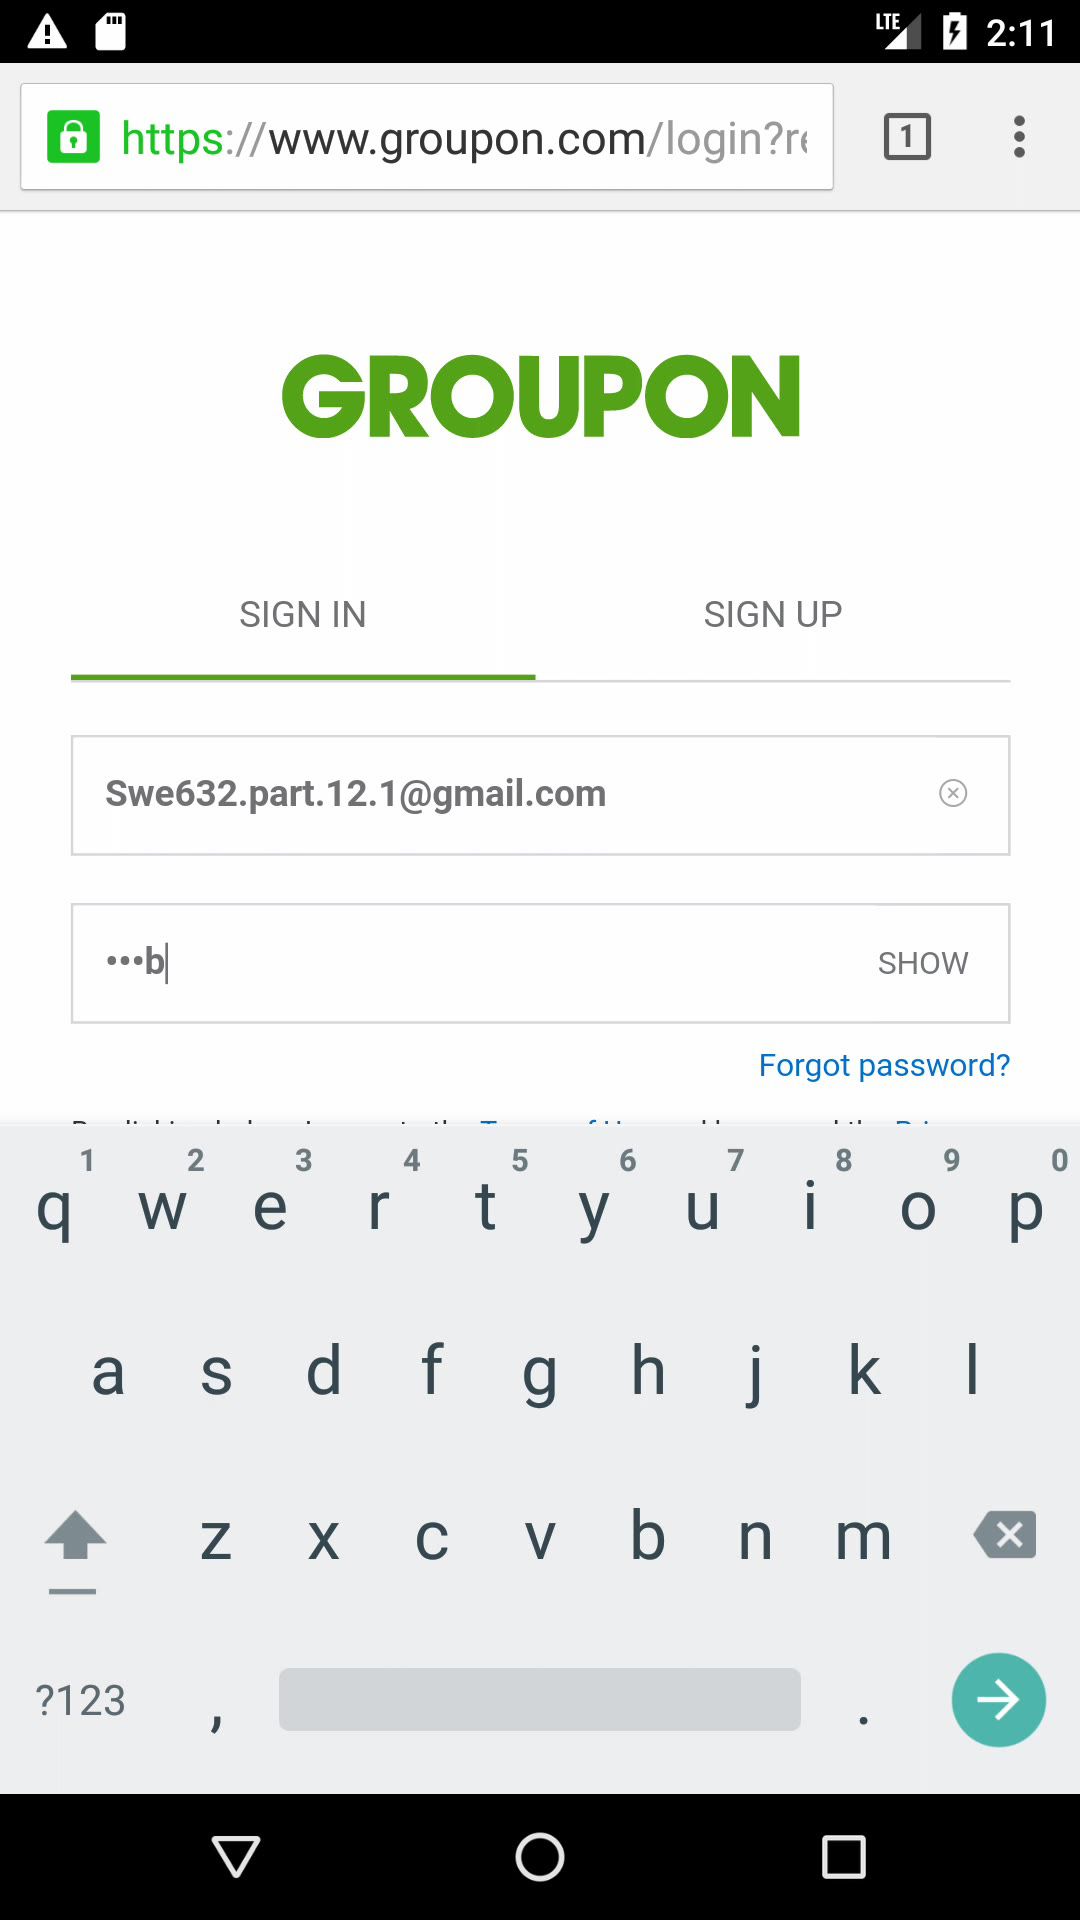 LTE 2:11
https://www.groupon.com/login?re
1
GROUPON
SIGN IN SIGN UP
Swe632.part.12.1@gmail.com
•••b SHOW
Forgot password?
1 2 3 4 5 6 7 8 9 0
q w e r t y u i o p
a s d f g h j k l
z x c v b n m
?123 , .